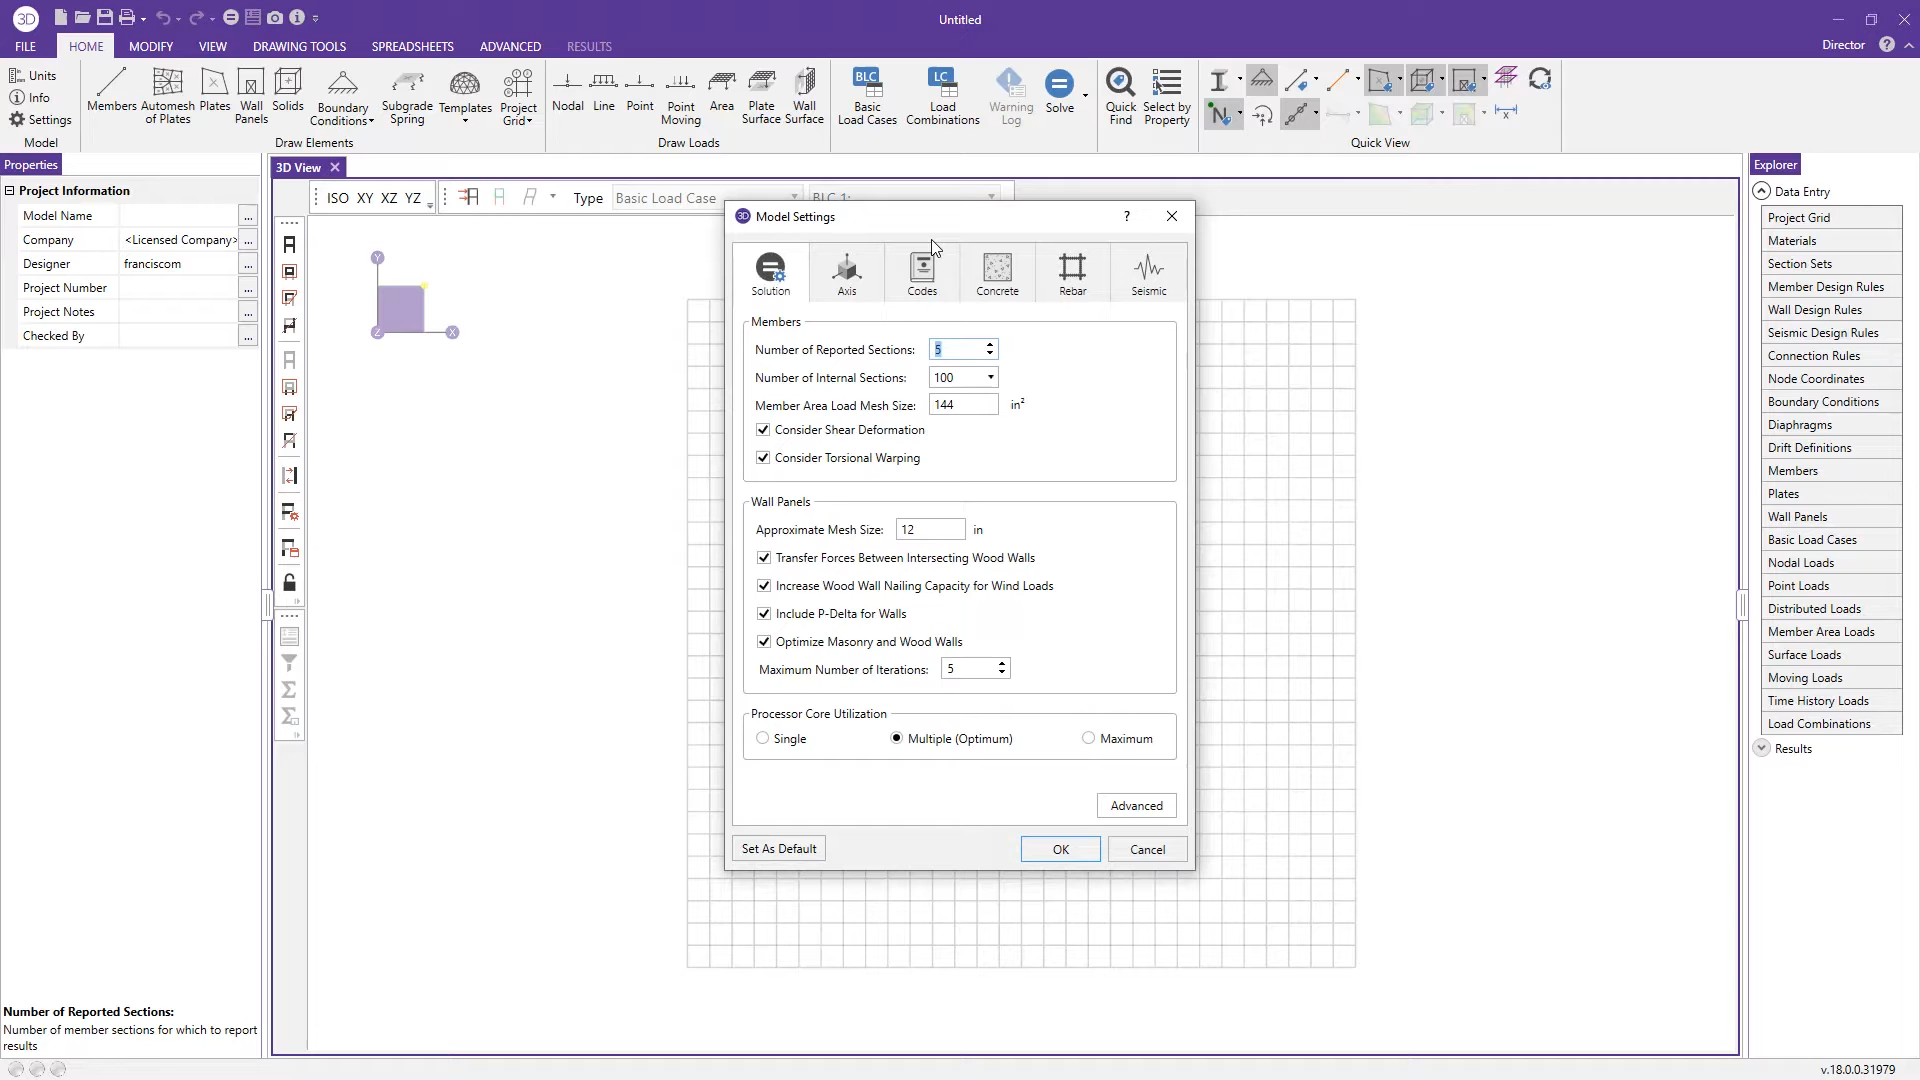 3D
Untitled
FILE
HOME
MODIFY
VIEW
DRAWING TOOLS
SPREADSHEETS
ADVANCED
RESULTS
Director
Units
Info
Settings
Model
Members
Automesh of Plates
Plates
Wall Panels
Solids
Boundary Conditions
Subgrade Spring
Templates
Project Grid
Draw Elements
Nodal
Line
Point
Point Moving
Area
Plate Surface
Wall Surface
Draw Loads
BLC
Basic Load Cases
LC
Load Combinations
Warning Log
Solve
Quick Find
Select by Property
Quick View
Properties
Project Information
Model Name
Company <Licensed Company> ...
Designer franciscom ...
Project Number ...
Project Notes ...
Checked By ...
3D View
ISO XY XZ YZ
Type Basic Load Case
BLC 1:
Y
Z
X
3D Model Settings ?
Solution
Axis
Codes
Concrete
Rebar
Seismic
Members
Number of Reported Sections: 5
Number of Internal Sections: 100
Member Area Load Mesh Size: 144 in²
Consider Shear Deformation
Consider Torsional Warping
Wall Panels
Approximate Mesh Size: 12 in
Transfer Forces Between Intersecting Wood Walls
Increase Wood Wall Nailing Capacity for Wind Loads
Include P-Delta for Walls
Optimize Masonry and Wood Walls
Maximum Number of Iterations: 5
Processor Core Utilization
Single
Multiple (Optimum)
Maximum
Advanced
Set As Default
OK
Cancel
Explorer
Data Entry
Project Grid
Materials
Section Sets
Member Design Rules
Wall Design Rules
Seismic Design Rules
Connection Rules
Node Coordinates
Boundary Conditions
Diaphragms
Drift Definitions
Members
Plates
Wall Panels
Basic Load Cases
Nodal Loads
Point Loads
Distributed Loads
Member Area Loads
Surface Loads
Moving Loads
Time History Loads
Load Combinations
Results
Number of Reported Sections:
Number of member sections for which to report
results
v.18.0.0.31979